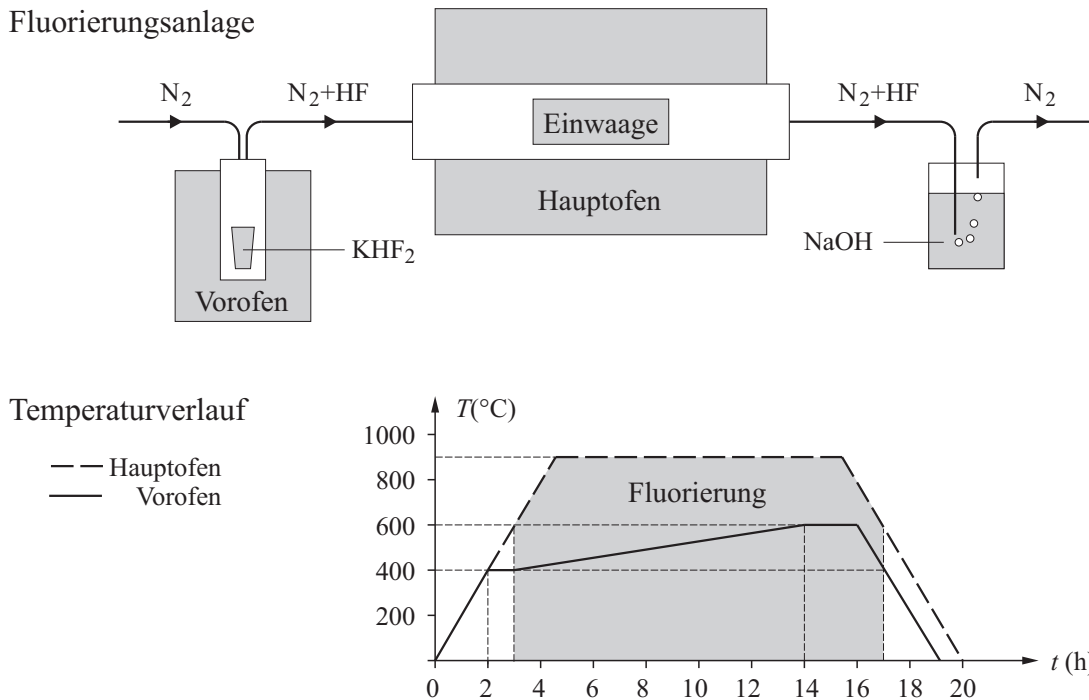 Fluorierungsanlage
N2
N2+HF
N2+HF
N2
Einwaage
Hauptofen
KHF2
NaOH
Vorofen
Temperaturverlauf
T(°C)
Hauptofen
Vorofen
1000
800
600
400
200
Fluorierung
t (h)
0 2 4 6 8 10 12 14 16 18 20